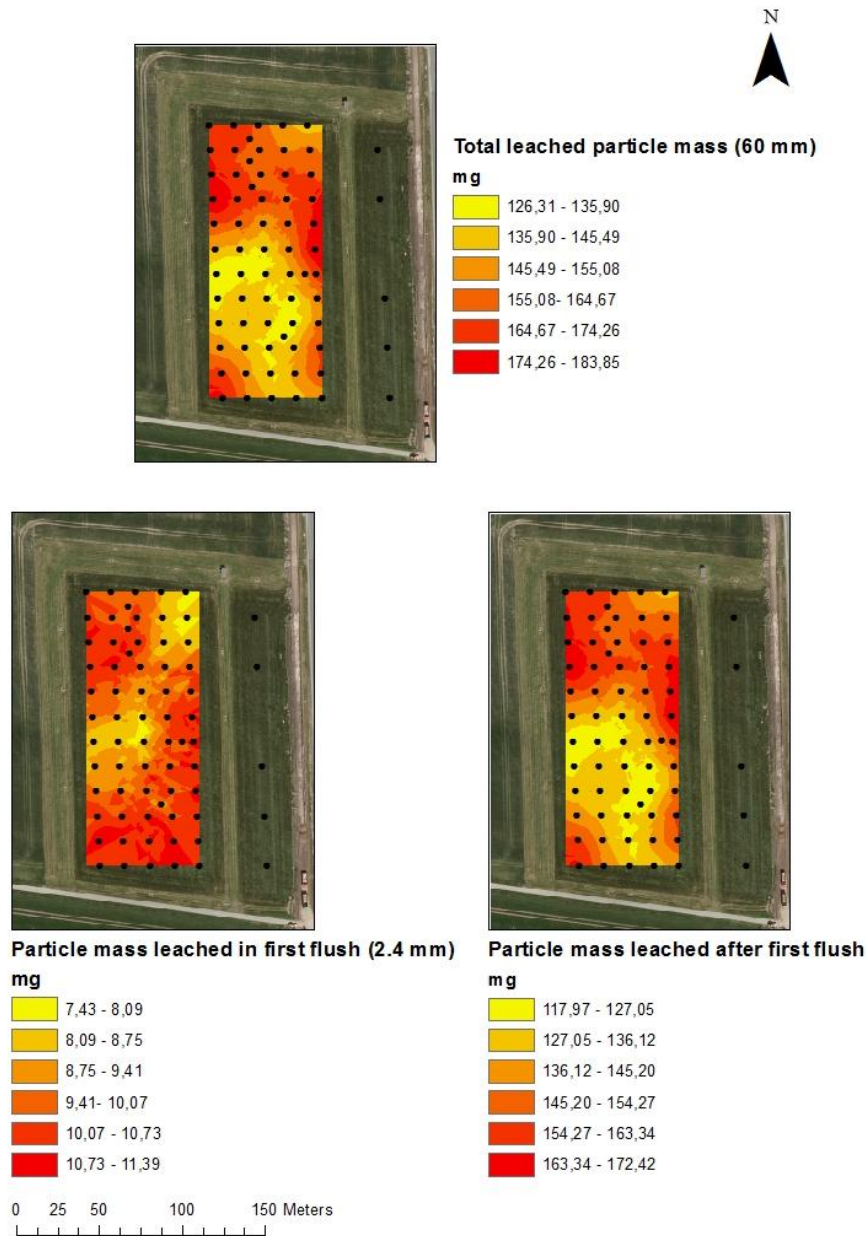 N
Total leached particle mass (60 mm)
mg
126,31 - 135,90
135,90 - 145,49
145,49 - 155,08
155,08- 164,67
164,67 - 174,26
174,26 - 183,85
Particle mass leached in first flush (2.4 mm)
mg
7,43 - 8,09
8,09 - 8,75
8,75 - 9,41
9,41- 10,07
10,07 - 10,73
10,73 - 11,39
Particle mass leached after first flush
mg
117,97 - 127,05
127,05 - 136,12
136,12 - 145,20
145,20 - 154,27
154,27 - 163,34
163,34 - 172,42
0 25 50 100 150 Meters